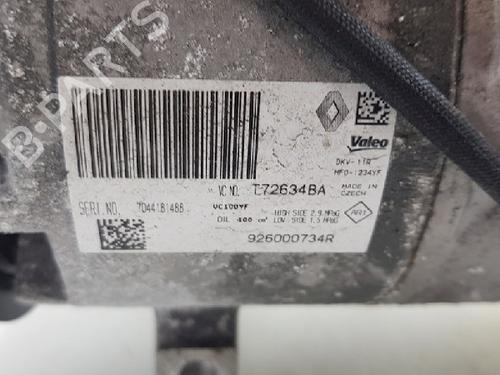 B-PARTS
Valeo
DKV-11R
HFO-1234YF
VC NO. T72634BA
MADE IN CZECH
SERI.NO. 7D44181488
VC100YF
OIL 100 cm³
HIGH SIDE 2.9 MPaG
LOW SIDE 1.5 MPaG
926000734R